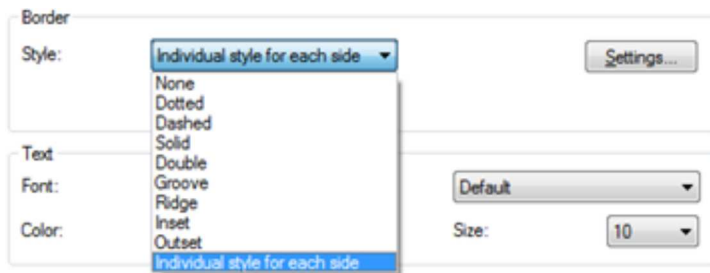 Border
Style:
Individual style for each side
Settings...
None
Dotted
Dashed
Solid
Double
Groove
Ridge
Inset
Outset
Individual style for each side
Text
Font:
Default
Color:
Size:
10